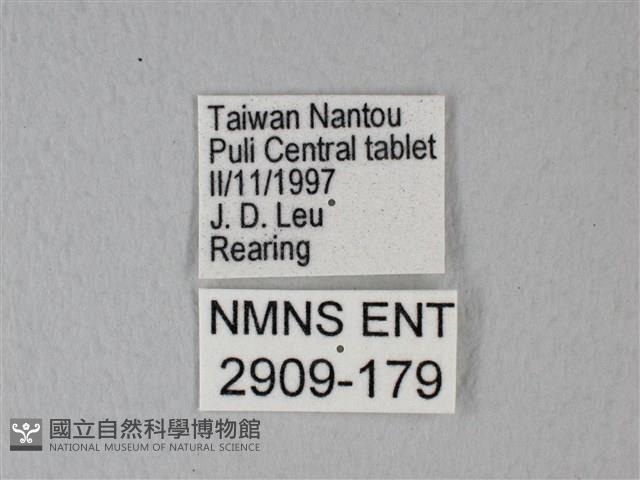 Taiwan Nantou
Puli Central tablet
II/11/1997
J. D. Leu
Rearing
NMNS ENT
2909-179
國立自然科學博物館
NATIONAL MUSEUM OF NATURAL SCIENCE